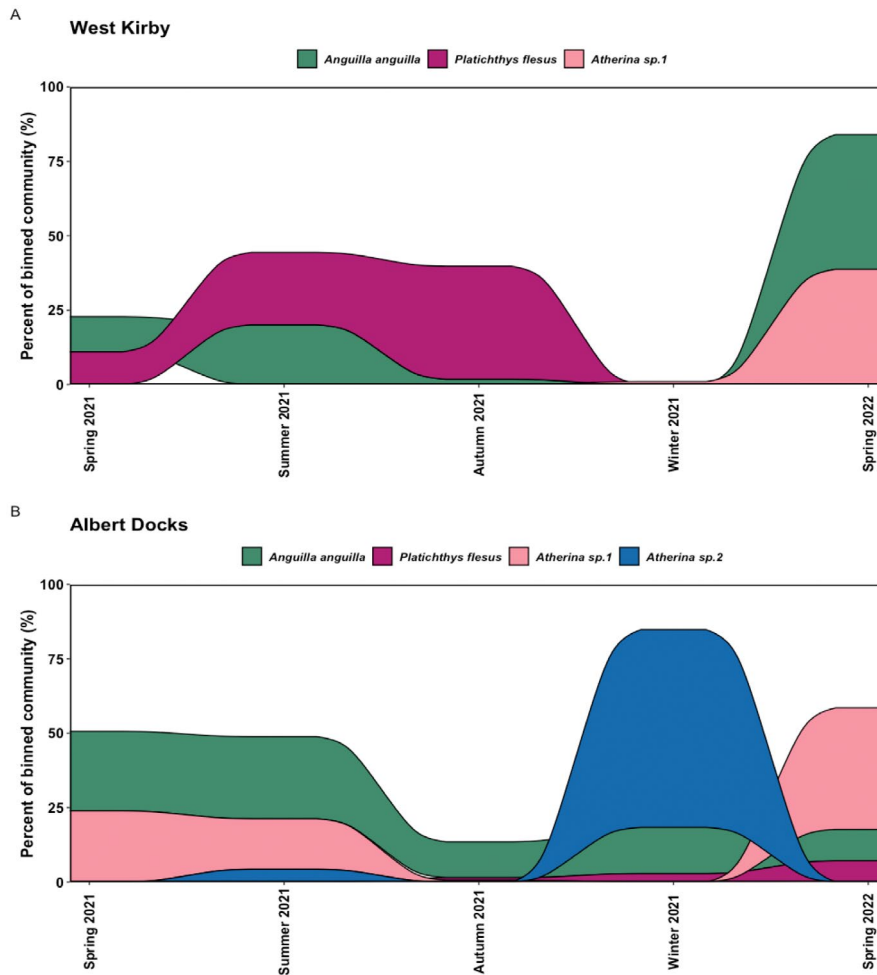 A
West Kirby
Anguilla anguilla Platichthys flesus Atherina sp.1
Percent of binned community (%)
100
75
50
25
0
Spring 2021
Summer 2021
Autumn 2021
Winter 2021
Spring 2022
B
Albert Docks
Anguilla anguilla Platichthys flesus Atherina sp.1 Atherina sp.2
Percent of binned community (%)
100
75
50
25
0
Spring 2021
Summer 2021
Autumn 2021
Winter 2021
Spring 2022